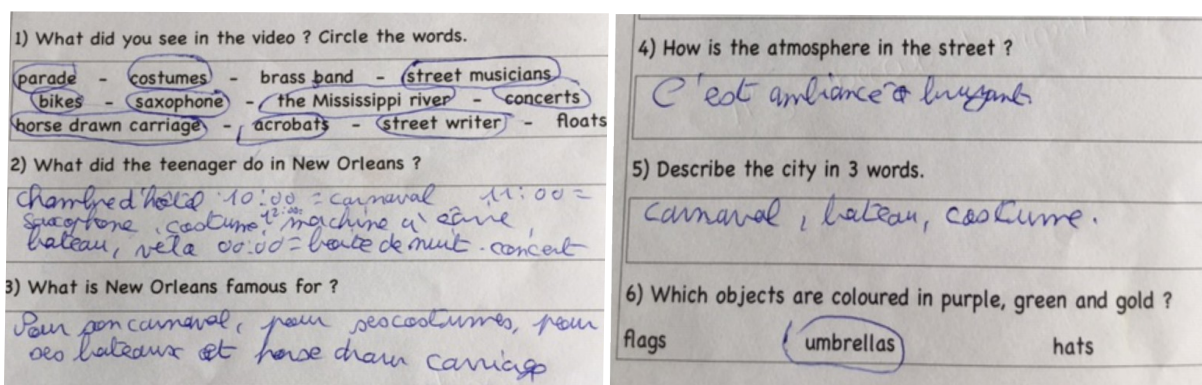 1) What did you see in the video ? Circle the words.
parade - costumes - brass band - street musicians
bikes - saxophone - the Mississippi river - concerts
horse drawn carriage - acrobats - street writer - floats
2) What did the teenager do in New Orleans ?
chambre d'hôtel 10:00 = carnaval 11:00 =
saxophone, costume, 12:00: machine a écrire,
bateau, vélo 00:00 = boite de nuit. concert
3) What is New Orleans famous for ?
Pour son carnaval, pour ses costumes, pour
ses bateaux et horse drawn carriage
4) How is the atmosphere in the street ?
C'est ambiance bruyant.
5) Describe the city in 3 words.
carnaval, bateau, costume.
6) Which objects are coloured in purple, green and gold ?
flags umbrellas hats